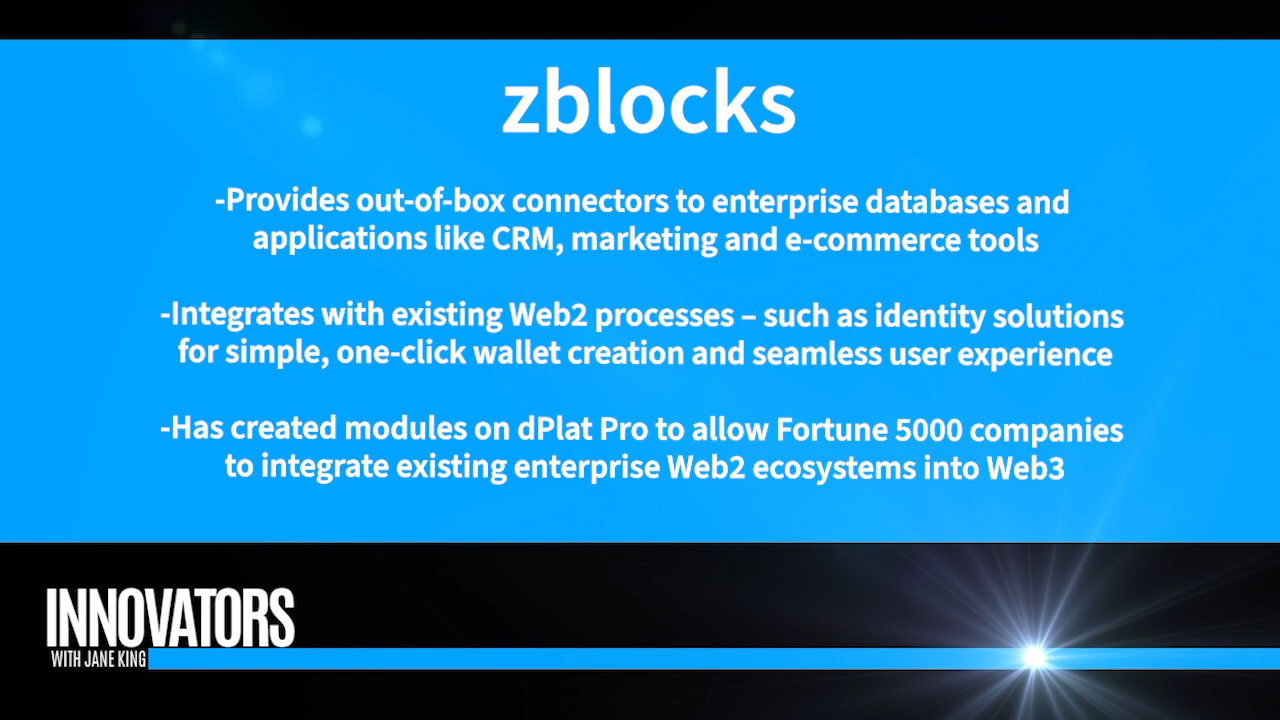 zblocks
-Provides out-of-box connectors to enterprise databases and
applications like CRM, marketing and e-commerce tools
-Integrates with existing Web2 processes – such as identity solutions
for simple, one-click wallet creation and seamless user experience
-Has created modules on dPlat Pro to allow Fortune 5000 companies
to integrate existing enterprise Web2 ecosystems into Web3
INNOVATORS
WITH JANE KING